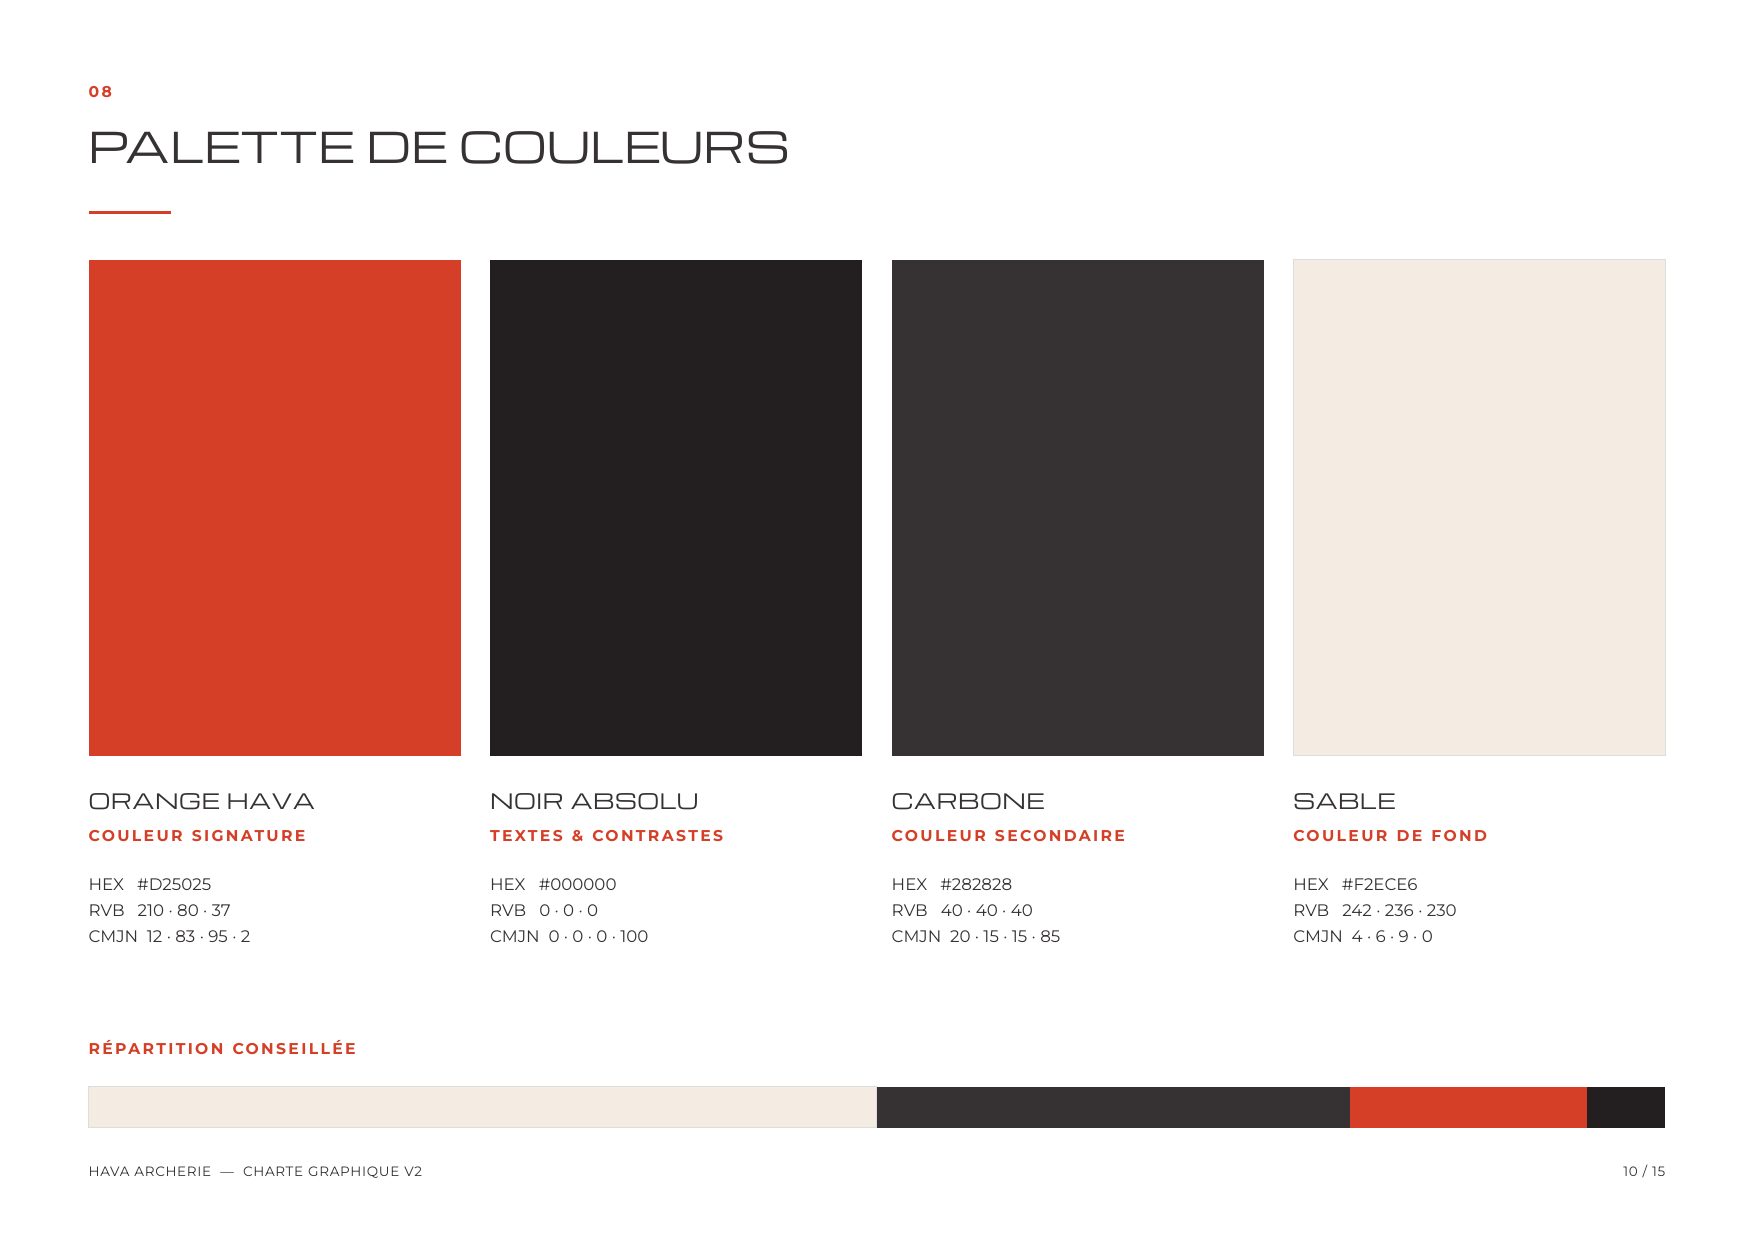 08
PALETTE DE COULEURS
ORANGE HAVA
COULEUR SIGNATURE
HEX #D25025
RVB 210 · 80 · 37
CMJN 12 · 83 · 95 · 2
NOIR ABSOLU
TEXTES & CONTRASTES
HEX #000000
RVB 0 · 0 · 0
CMJN 0 · 0 · 0 · 100
CARBONE
COULEUR SECONDAIRE
HEX #282828
RVB 40 · 40 · 40
CMJN 20 · 15 · 15 · 85
SABLE
COULEUR DE FOND
HEX #F2ECE6
RVB 242 · 236 · 230
CMJN 4 · 6 · 9 · 0
RÉPARTITION CONSEILLÉE
HAVA ARCHERIE — CHARTE GRAPHIQUE V2
10 / 15